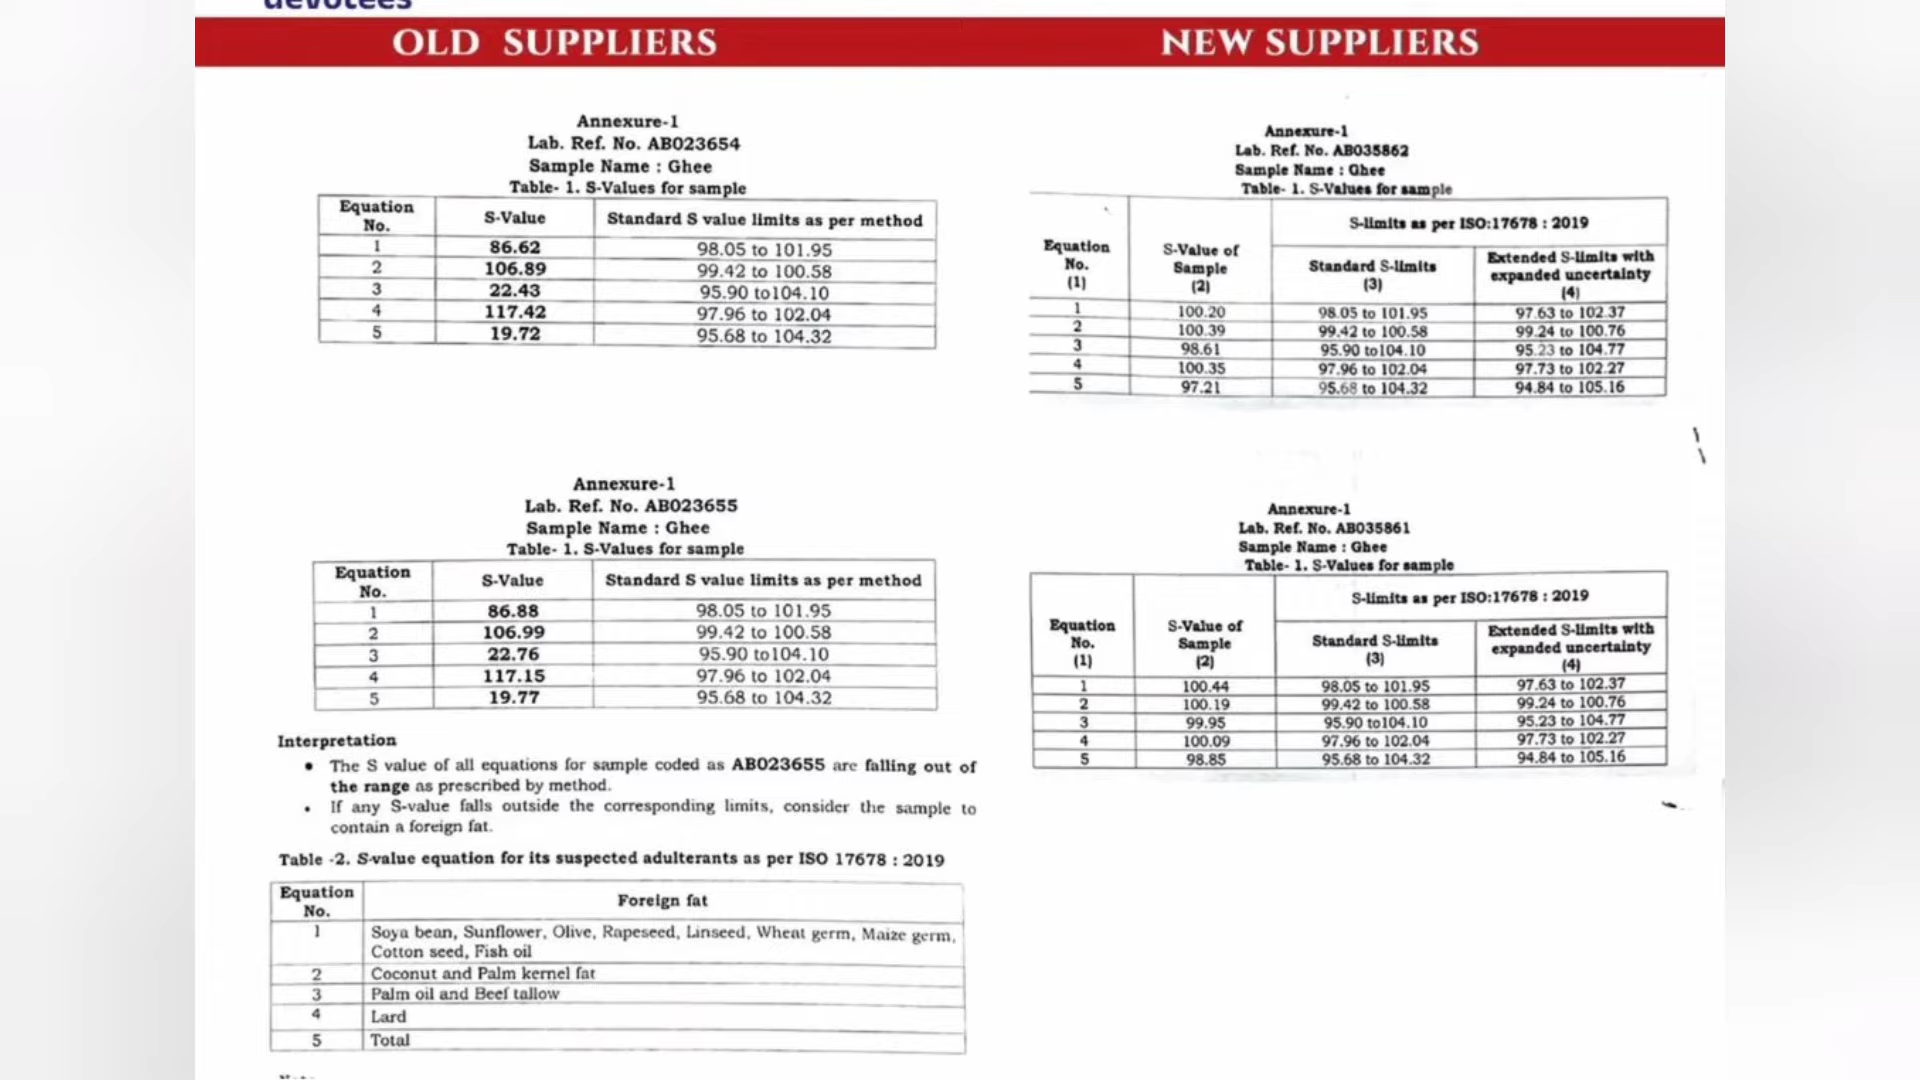 devotees
OLD SUPPLIERS
NEW SUPPLIERS
Annexure-1
Lab. Ref. No. AB023654
Sample Name : Ghee
Table- 1. S-Values for sample
Equation No. S-Value Standard S value limits as per method
1 86.62 98.05 to 101.95
2 106.89 99.42 to 100.58
3 22.43 95.90 to104.10
4 117.42 97.96 to 102.04
5 19.72 95.68 to 104.32
Annexure-1
Lab. Ref. No. AB023655
Sample Name : Ghee
Table- 1. S-Values for sample
Equation No. S-Value Standard S value limits as per method
1 86.88 98.05 to 101.95
2 106.99 99.42 to 100.58
3 22.76 95.90 to104.10
4 117.15 97.96 to 102.04
5 19.77 95.68 to 104.32
Interpretation
• The S value of all equations for sample coded as AB023655 are falling out of
the range as prescribed by method.
• If any S-value falls outside the corresponding limits, consider the sample to
contain a foreign fat.
Table -2. S-value equation for its suspected adulterants as per ISO 17678 : 2019
Equation No. Foreign fat
1 Soya bean, Sunflower, Olive, Rapeseed, Linseed, Wheat germ, Maize germ,
Cotton seed, Fish oil
2 Coconut and Palm kernel fat
3 Palm oil and Beef tallow
4 Lard
5 Total
Annexure-1
Lab. Ref. No. AB035862
Sample Name : Ghee
Table- 1. S-Values for sample
S-limits as per ISO:17678 : 2019
Equation No. (1) S-Value of Sample (2) Standard S-limits (3) Extended S-limits with expanded uncertainty (4)
1 100.20 98.05 to 101.95 97.63 to 102.37
2 100.39 99.42 to 100.58 99.24 to 100.76
3 98.61 95.90 to104.10 95.23 to 104.77
4 100.35 97.96 to 102.04 97.73 to 102.27
5 97.21 95.68 to 104.32 94.84 to 105.16
Annexure-1
Lab. Ref. No. AB035861
Sample Name : Ghee
Table- 1. S-Values for sample
S-limits as per ISO:17678 : 2019
Equation No. (1) S-Value of Sample (2) Standard S-limits (3) Extended S-limits with expanded uncertainty (4)
1 100.44 98.05 to 101.95 97.63 to 102.37
2 100.19 99.42 to 100.58 99.24 to 100.76
3 99.95 95.90 to104.10 95.23 to 104.77
4 100.09 97.96 to 102.04 97.73 to 102.27
5 98.85 95.68 to 104.32 94.84 to 105.16